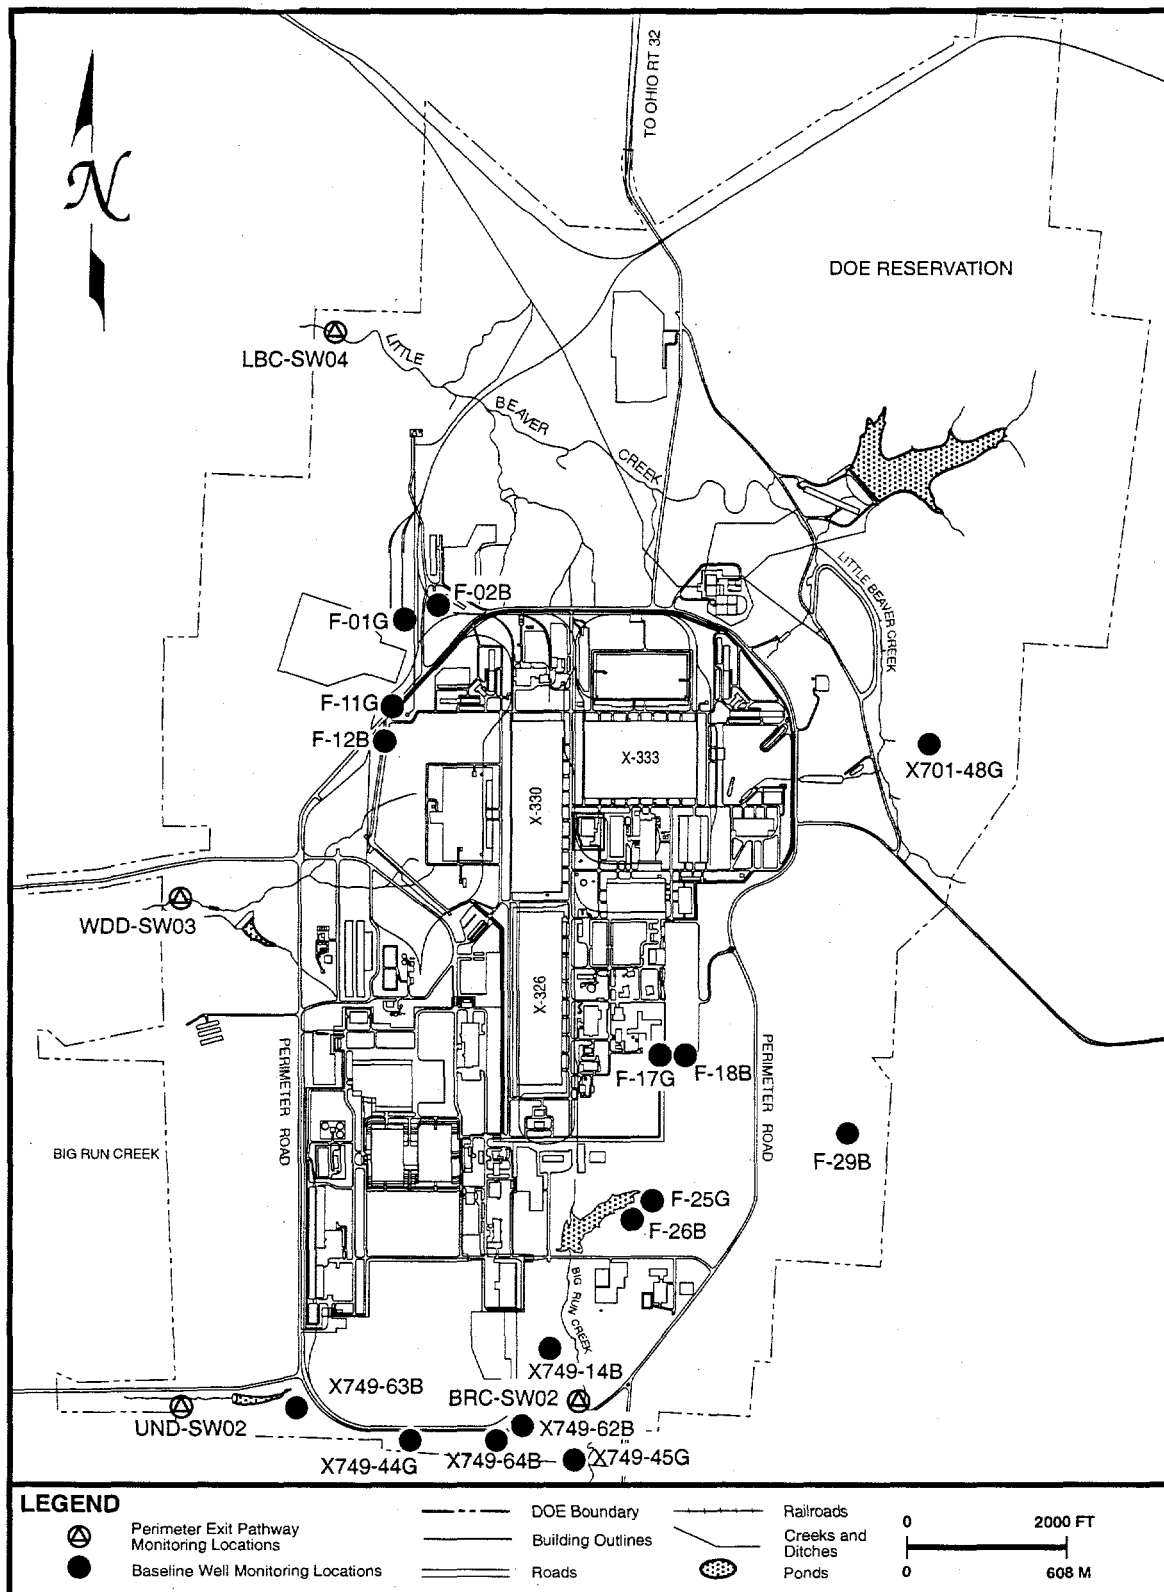 TO OHIO RT 32
N
DOE RESERVATION
LBC-SW04
LITTLE
BEAVER
CREEK
F-02B
F-01G
LITTLE BEAVER CREEK
F-11G
F-12B
X-333
X-330
X701-48G
WDD-SW03
X-326
PERIMETER ROAD
PERIMETER ROAD
F-17G
F-18B
BIG RUN CREEK
F-29B
F-25G
F-26B
BIG RUN CREEK
X749-14B
X749-63B
BRC-SW02
UND-SW02
X749-62B
X749-44G
X749-64B
X749-45G
LEGEND
Perimeter Exit Pathway
Monitoring Locations
Baseline Well Monitoring Locations
DOE Boundary
Building Outlines
Roads
Railroads
Creeks and
Ditches
Ponds
0 2000 FT
0 608 M